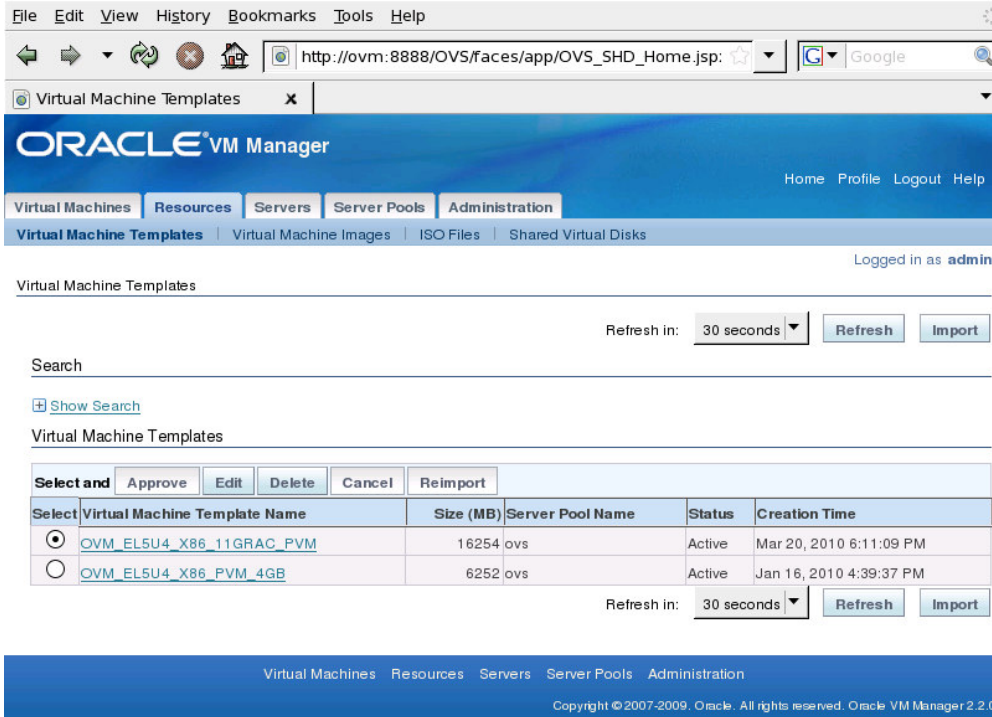 File Edit View History Bookmarks Tools Help
http://ovm:8888/OVS/faces/app/OVS_SHD_Home.jsp: G Google
Virtual Machine Templates x
ORACLE VM Manager
Home Profile Logout Help
Virtual Machines Resources Servers Server Pools Administration
Virtual Machine Templates | Virtual Machine Images | ISO Files | Shared Virtual Disks
Logged in as admin
Virtual Machine Templates
Refresh in: 30 seconds Refresh Import
Search
Show Search
Virtual Machine Templates
Select and Approve Edit Delete Cancel Reimport
Select Virtual Machine Template Name Size (MB) Server Pool Name Status Creation Time
OVM_EL5U4_X86_11GRAC_PVM 16254 ovs Active Mar 20, 2010 6:11:09 PM
OVM_EL5U4_X86_PVM_4GB 6252 ovs Active Jan 16, 2010 4:39:37 PM
Refresh in: 30 seconds Refresh Import
Virtual Machines Resources Servers Server Pools Administration
Copyright © 2007-2009. Oracle. All rights reserved. Oracle VM Manager 2.2.0